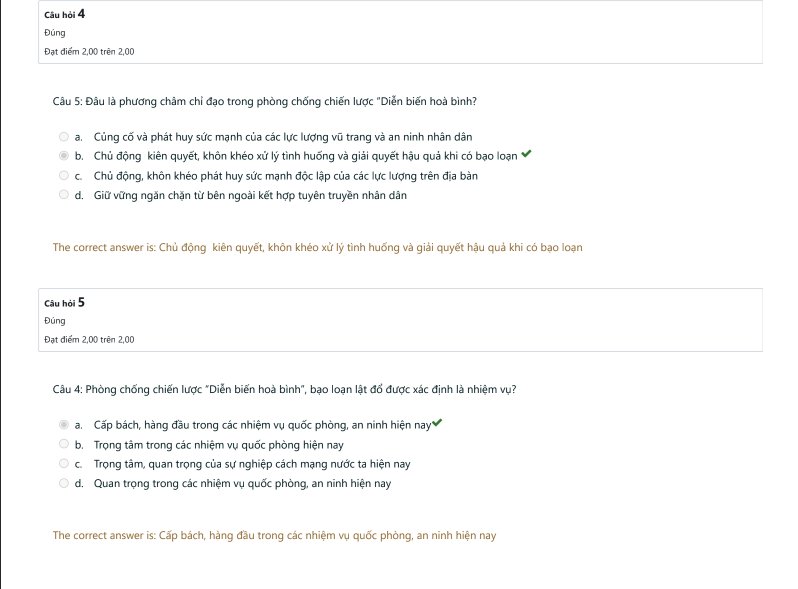 Câu hỏi 4
Đúng
Đạt điểm 2,00 trên 2,00
Câu 5: Đâu là phương châm chỉ đạo trong phòng chống chiến lược "Diễn biến hoà bình?
a. Củng cố và phát huy sức mạnh của các lực lượng vũ trang và an ninh nhân dân
b. Chủ động kiên quyết, khôn khéo xử lý tình huống và giải quyết hậu quả khi có bạo loạn
c. Chủ động, khôn khéo phát huy sức mạnh độc lập của các lực lượng trên địa bàn
d. Giữ vững ngăn chặn từ bên ngoài kết hợp tuyên truyền nhân dân
The correct answer is: Chủ động kiên quyết, khôn khéo xử lý tình huống và giải quyết hậu quả khi có bạo loạn
Câu hỏi 5
Đúng
Đạt điểm 2,00 trên 2,00
Câu 4: Phòng chống chiến lược "Diễn biến hoà bình", bạo loạn lật đổ được xác định là nhiệm vụ?
a. Cấp bách, hàng đầu trong các nhiệm vụ quốc phòng, an ninh hiện nay
b. Trọng tâm trong các nhiệm vụ quốc phòng hiện nay
c. Trọng tâm, quan trọng của sự nghiệp cách mạng nước ta hiện nay
d. Quan trọng trong các nhiệm vụ quốc phòng, an ninh hiện nay
The correct answer is: Cấp bách, hàng đầu trong các nhiệm vụ quốc phòng, an ninh hiện nay